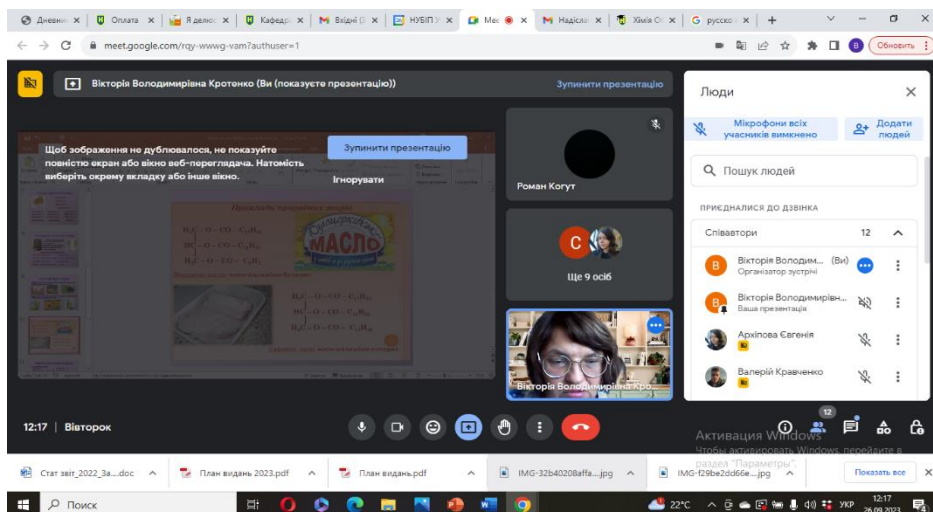 Дневни
Оплата
Я делюс
Кафедр
Вхідні (
НУБІП У
Мее
Надісла
Хімія О
русско
meet.google.com/rqy-wwwg-vam?authuser=1
Обновить
Вікторія Володимирівна Кротенко (Ви (показуєте презентацію))
Зупинити презентацію
Щоб зображення не дублювалося, не показуйте
повністю екран або вікно веб-переглядача. Натомість
виберіть окрему вкладку або інше вікно.
Зупинити презентацію
Ігнорувати
МАСЛО
Роман Когут
С
Ще 9 осіб
Вікторія Володимирівна Кро...
Люди
Мікрофони всіх
учасників вимкнено
Додати
людей
Пошук людей
ПРИЄДНАЛИСЯ ДО ДЗВІНКА
Співавтори 12
В
Вікторія Володим... (Ви)
Організатор зустрічі
В
Вікторія Володимирівн...
Ваша презентація
Архіпова Євгенія
Валерій Кравченко
12:17 | Вівторок
12
Активация Windows
Чтобы активировать Windows, перейдите в
раздел "Параметры".
Стат звіт_2022_3а....doc
План видань 2023.pdf
План видань.pdf
IMG-32b40208affa....jpg
IMG-f29be2dd66e....jpg
Показать все
Поиск
22°C
УКР
12:17
26.09.2023